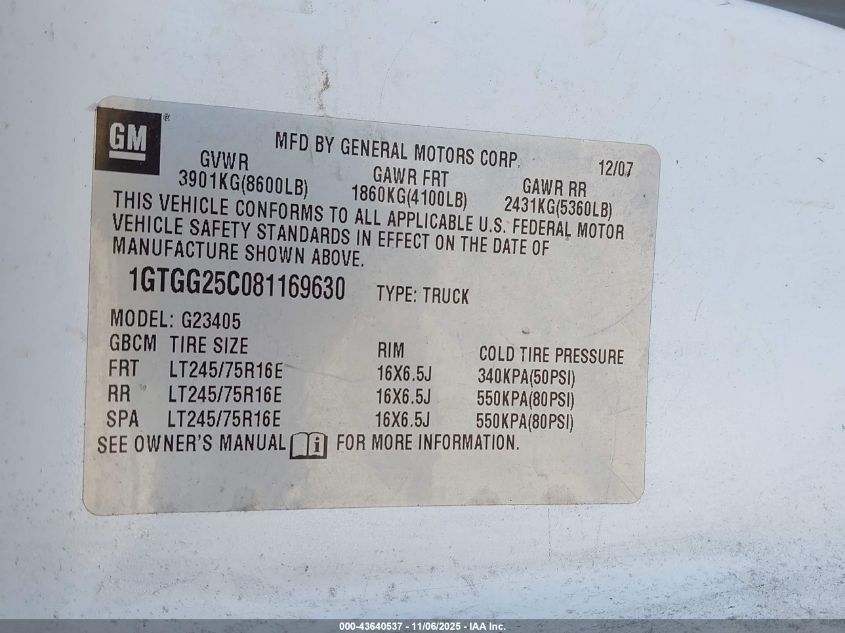 GM ®
MFD BY GENERAL MOTORS CORP. 12/07
GVWR GAWR FRT GAWR RR
3901KG(8600LB) 1860KG(4100LB) 2431KG(5360LB)
THIS VEHICLE CONFORMS TO ALL APPLICABLE U.S. FEDERAL MOTOR
VEHICLE SAFETY STANDARDS IN EFFECT ON THE DATE OF
MANUFACTURE SHOWN ABOVE.
1GTGG25C081169630 TYPE: TRUCK
MODEL: G23405
GBCM TIRE SIZE RIM COLD TIRE PRESSURE
FRT LT245/75R16E 16X6.5J 340KPA(50PSI)
RR LT245/75R16E 16X6.5J 550KPA(80PSI)
SPA LT245/75R16E 16X6.5J 550KPA(80PSI)
SEE OWNER'S MANUAL i FOR MORE INFORMATION.
000-43640537 - 11/06/2025 - IAA Inc.